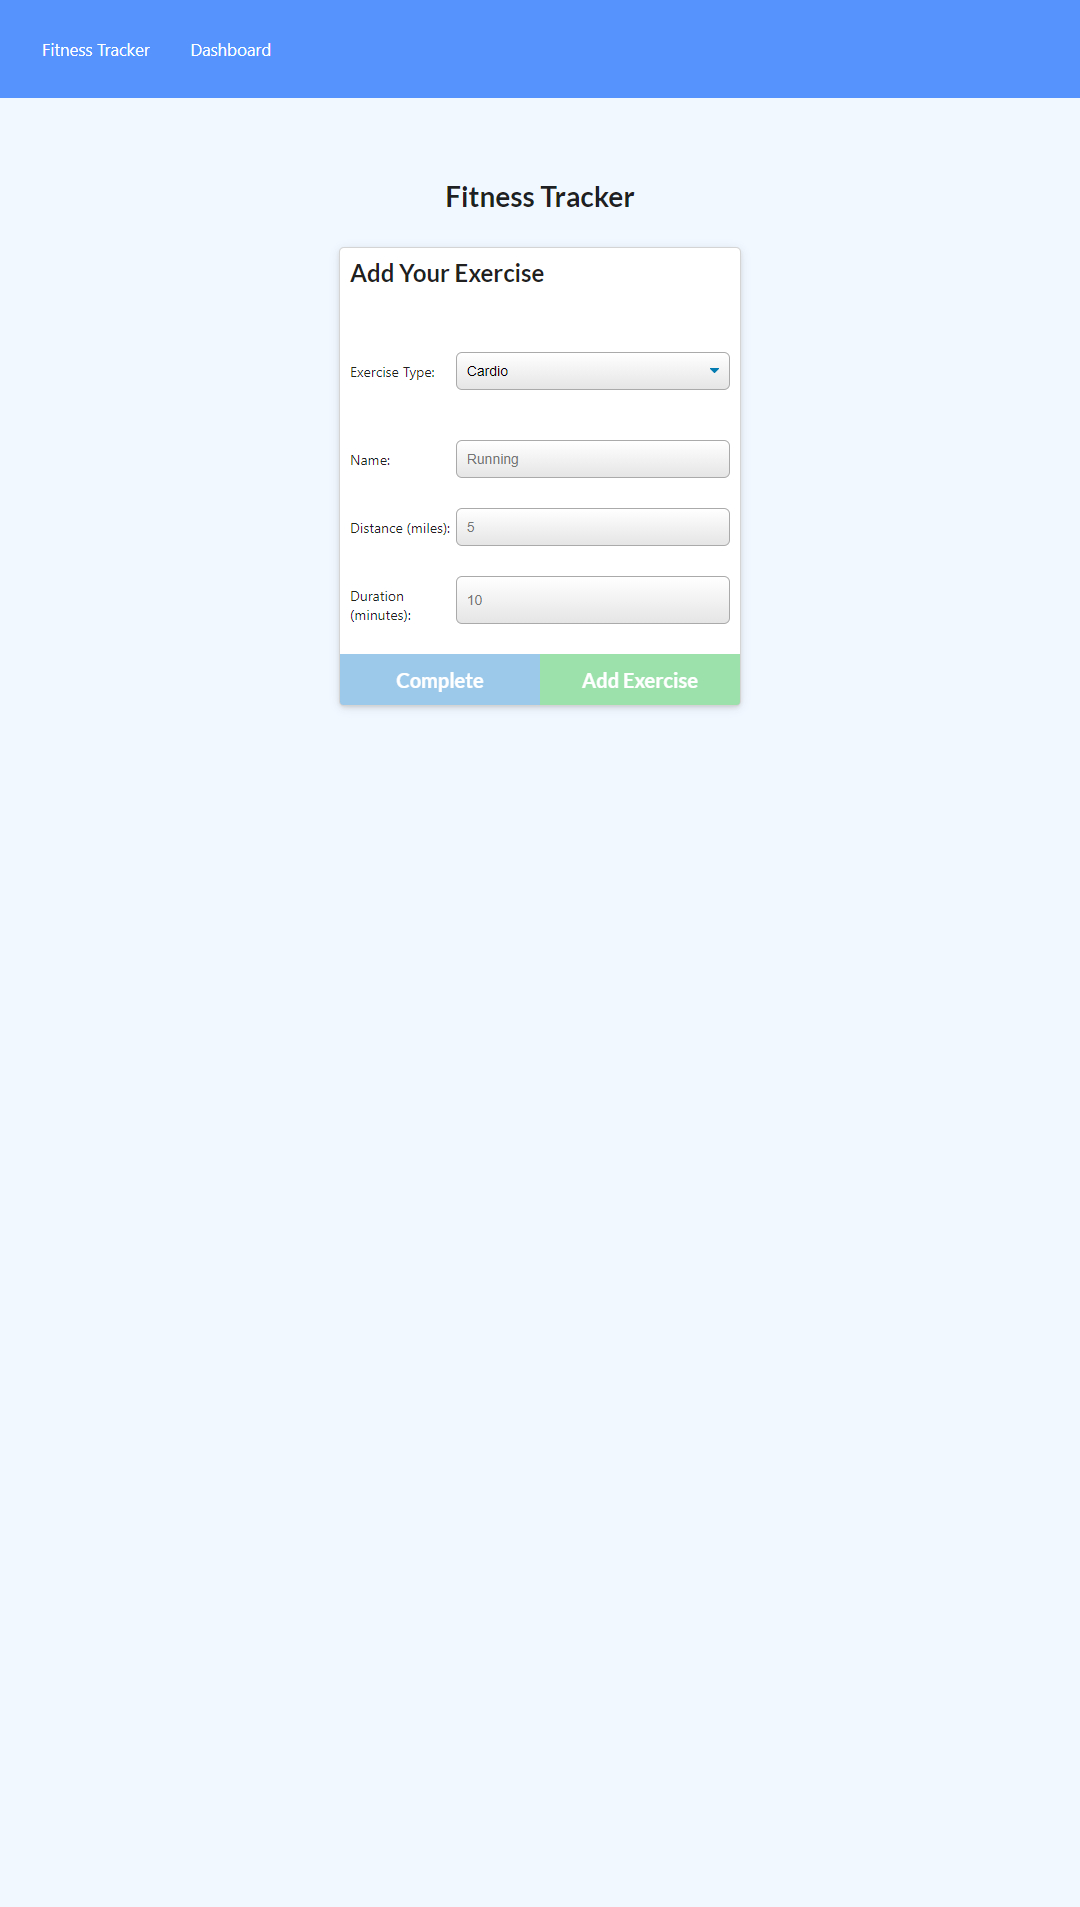 Fitness Tracker Dashboard
Fitness Tracker
Add Your Exercise
Exercise Type: Cardio
Name: Running
Distance (miles): 5
Duration
(minutes): 10
Complete Add Exercise